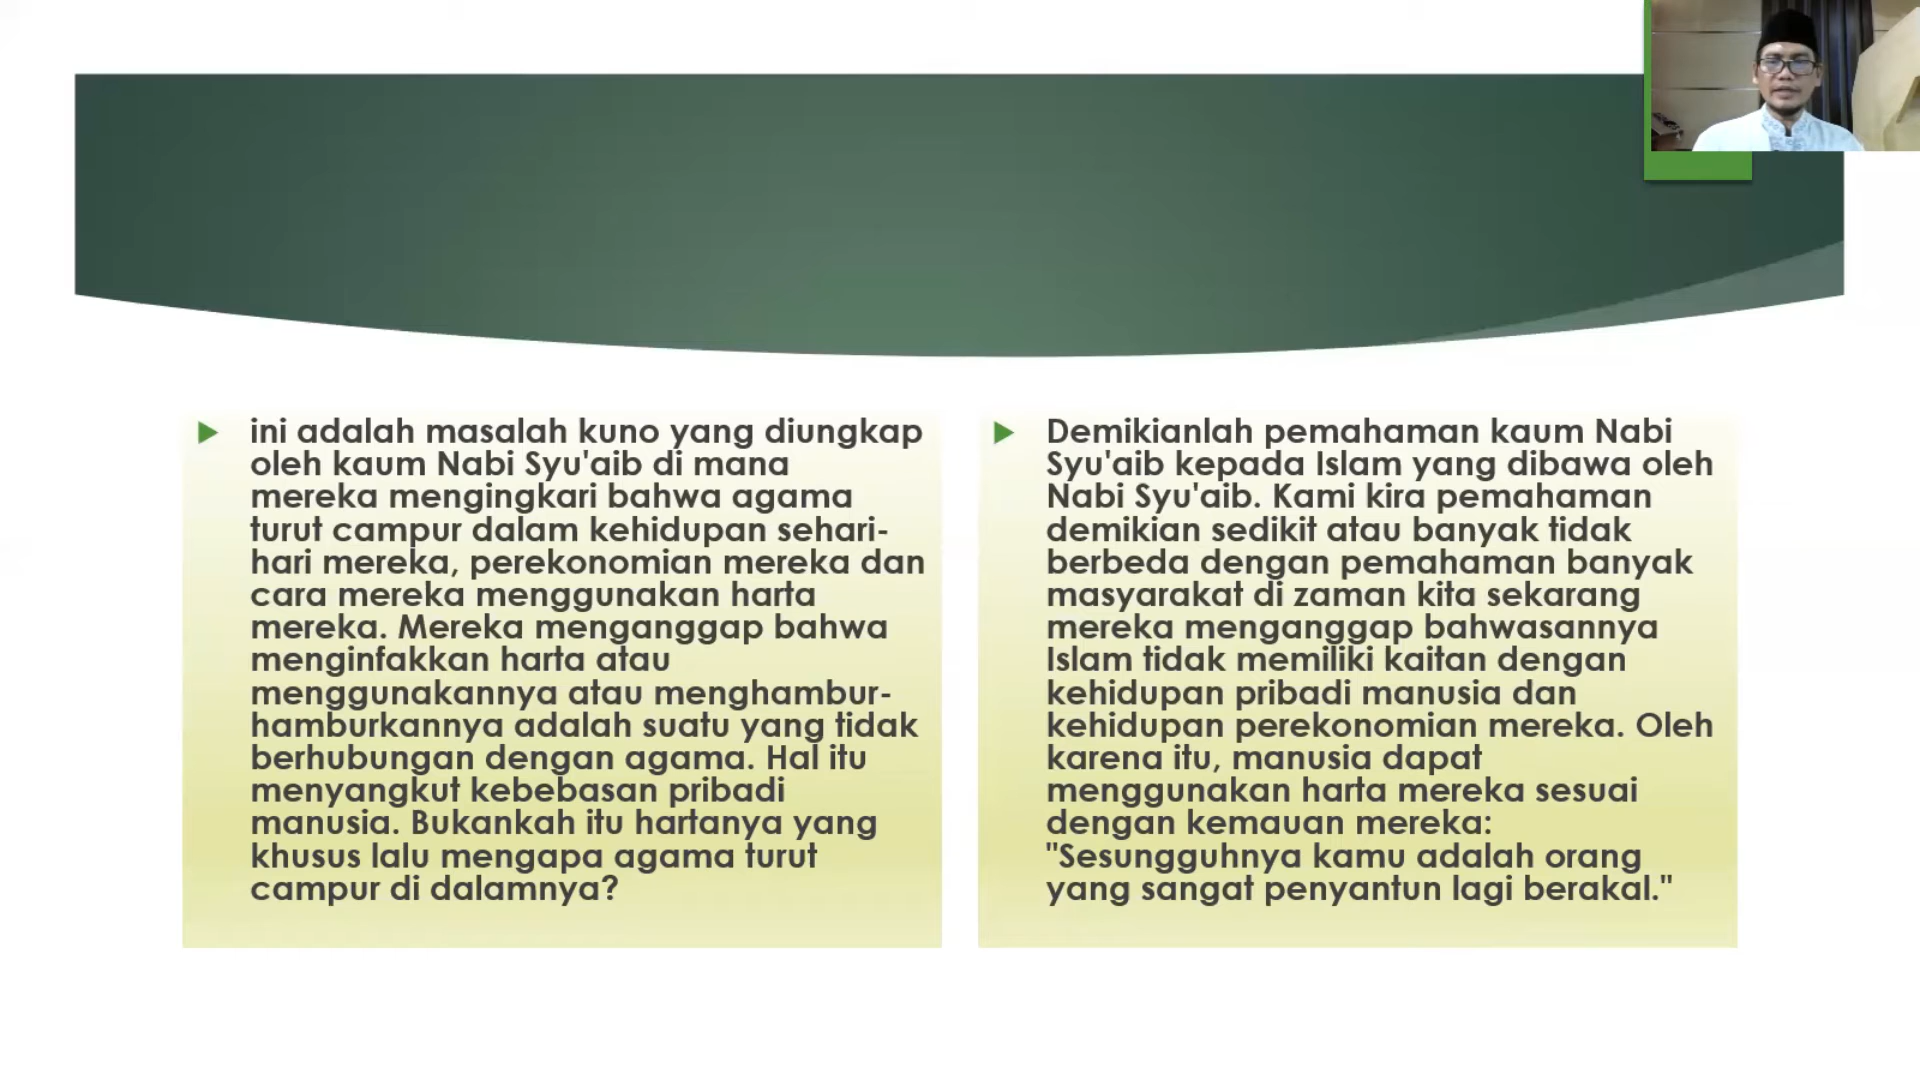 ini adalah masalah kuno yang diungkap
oleh kaum Nabi Syu'aib di mana
mereka mengingkari bahwa agama
turut campur dalam kehidupan sehari-
hari mereka, perekonomian mereka dan
cara mereka menggunakan harta
mereka. Mereka menganggap bahwa
menginfakkan harta atau
menggunakannya atau menghambur-
hamburkannya adalah suatu yang tidak
berhubungan dengan agama. Hal itu
menyangkut kebebasan pribadi
manusia. Bukankah itu hartanya yang
khusus lalu mengapa agama turut
campur di dalamnya?
Demikianlah pemahaman kaum Nabi
Syu'aib kepada Islam yang dibawa oleh
Nabi Syu'aib. Kami kira pemahaman
demikian sedikit atau banyak tidak
berbeda dengan pemahaman banyak
masyarakat di zaman kita sekarang
mereka menganggap bahwasannya
Islam tidak memiliki kaitan dengan
kehidupan pribadi manusia dan
kehidupan perekonomian mereka. Oleh
karena itu, manusia dapat
menggunakan harta mereka sesuai
dengan kemauan mereka:
"Sesungguhnya kamu adalah orang
yang sangat penyantun lagi berakal."